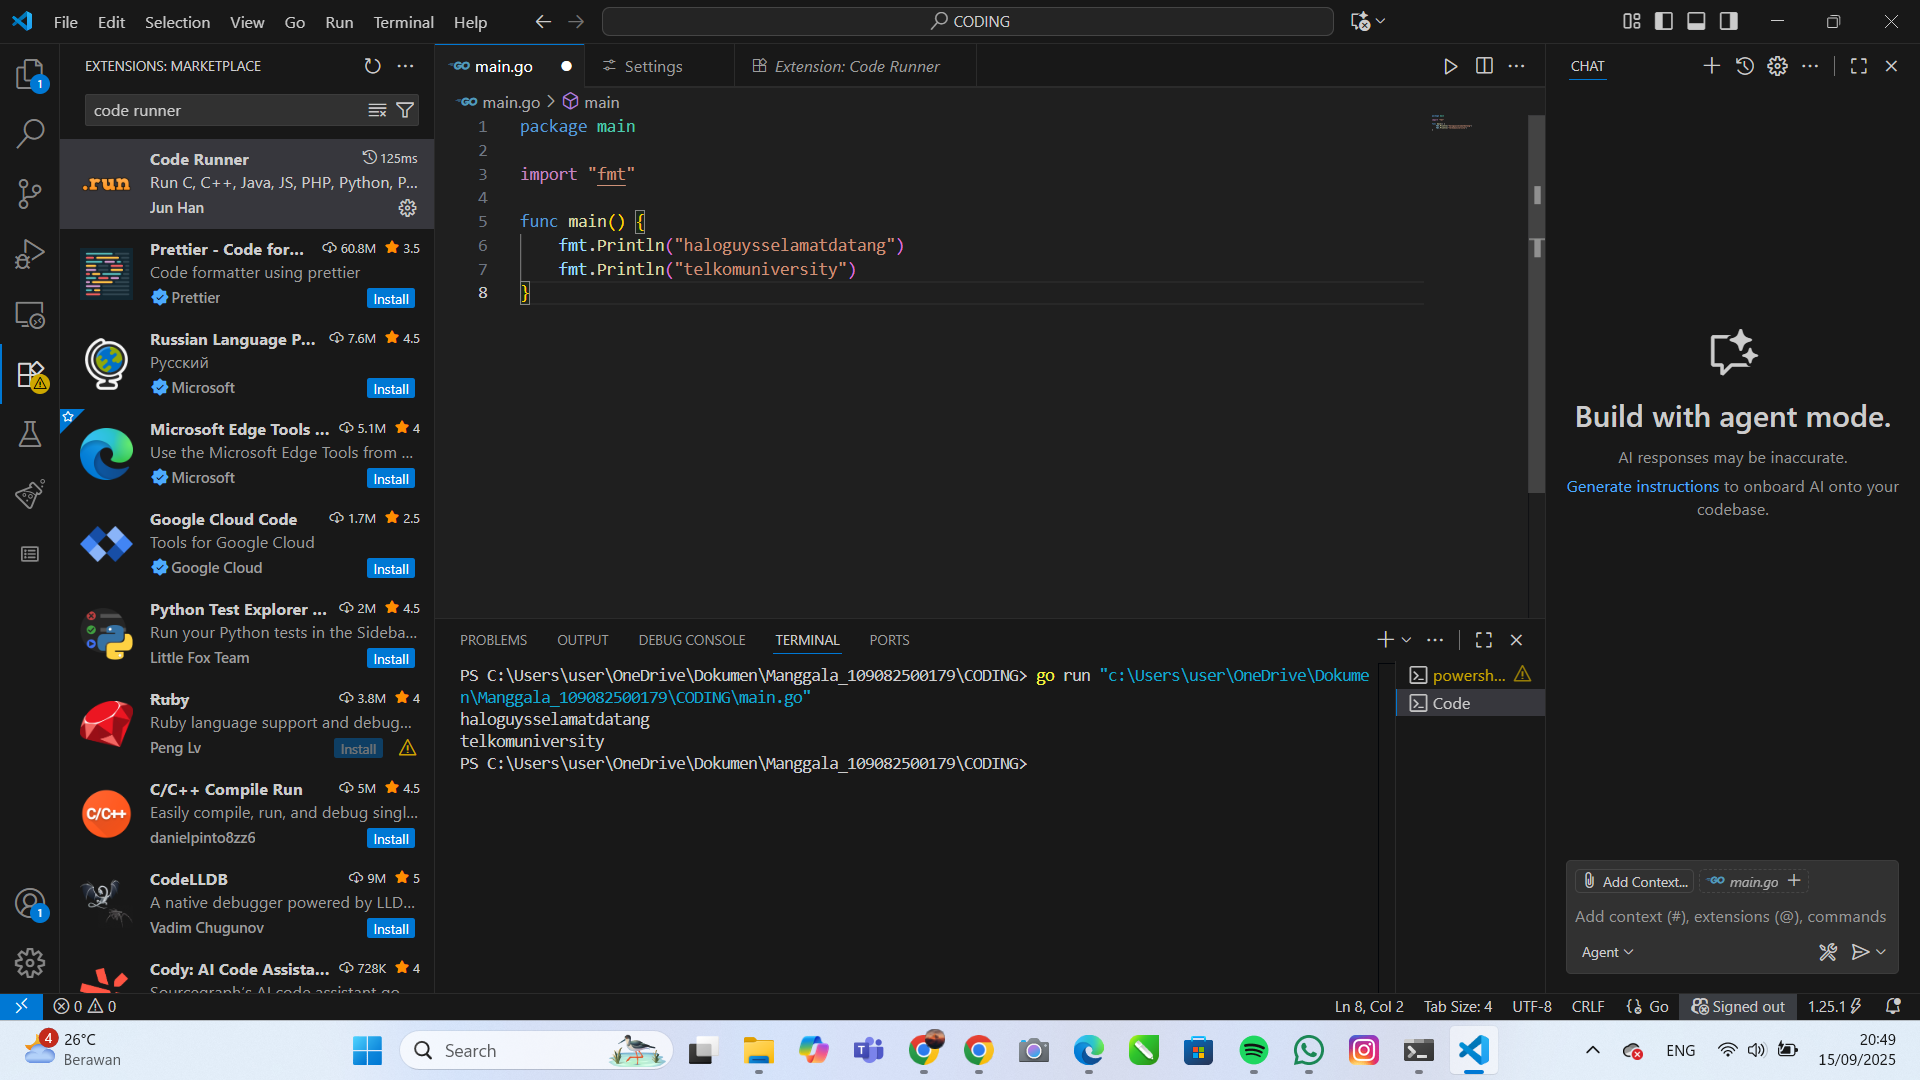 File Edit Selection View Go Run Terminal Help
CODING
EXTENSIONS: MARKETPLACE
code runner
Code Runner 125ms
Run C, C++, Java, JS, PHP, Python, P...
Jun Han
Prettier - Code for... 60.8M 3.5
Code formatter using prettier
Prettier Install
Russian Language P... 7.6M 4.5
Русский
Microsoft Install
Microsoft Edge Tools ... 5.1M 4
Use the Microsoft Edge Tools from ...
Microsoft Install
Google Cloud Code 1.7M 2.5
Tools for Google Cloud
Google Cloud Install
Python Test Explorer ... 2M 4.5
Run your Python tests in the Sideba...
Little Fox Team Install
Ruby 3.8M 4
Ruby language support and debug...
Peng Lv Install
C/C++ Compile Run 5M 4.5
Easily compile, run, and debug singl...
danielpinto8zz6 Install
CodeLLDB 9M 5
A native debugger powered by LLD...
Vadim Chugunov Install
Cody: AI Code Assista... 728K 4
Sourcegraph's AI code assistant go
.run
C/C++
1
1
main.go Settings Extension: Code Runner
main.go > main
1 package main
2
3 import "fmt"
4
5 func main() {
6 fmt.Println("haloguysselamatdatang")
7 fmt.Println("telkomuniversity")
8 }
PROBLEMS OUTPUT DEBUG CONSOLE TERMINAL PORTS
PS C:\Users\user\OneDrive\Dokumen\Manggala_109082500179\CODING> go run "c:\Users\user\OneDrive\Dokume
n\Manggala_109082500179\CODING\main.go"
haloguysselamatdatang
telkomuniversity
PS C:\Users\user\OneDrive\Dokumen\Manggala_109082500179\CODING>
powersh...
Code
CHAT
Build with agent mode.
AI responses may be inaccurate.
Generate instructions to onboard AI onto your
codebase.
Add Context... main.go
Add context (#), extensions (@), commands
Agent
0 0
Ln 8, Col 2 Tab Size: 4 UTF-8 CRLF {} Go Signed out 1.25.1
4 26°C
Berawan
Search
ENG
20:49
15/09/2025